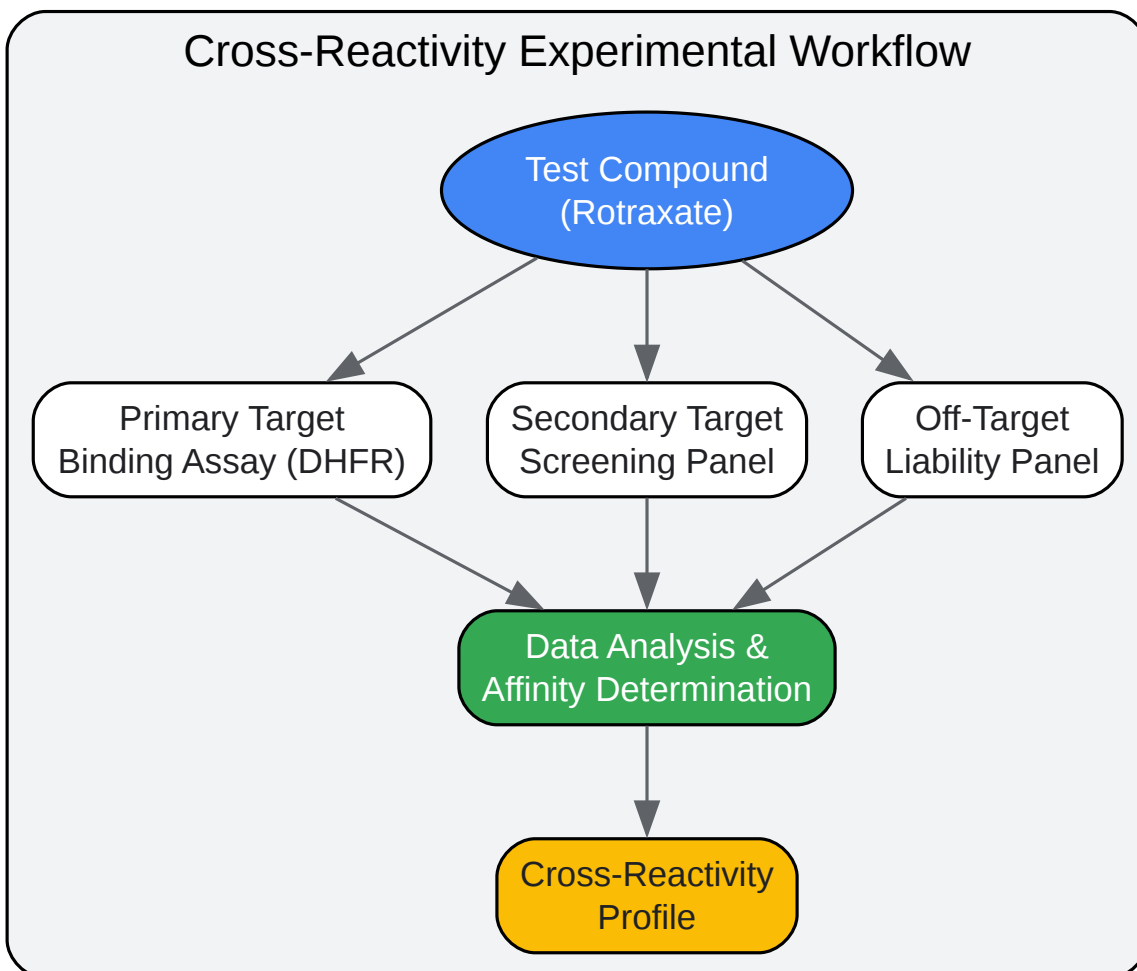 Cross-Reactivity Experimental Workflow
Test Compound
(Rotraxate)
Primary Target
Binding Assay (DHFR)
Secondary Target
Screening Panel
Off-Target
Liability Panel
Data Analysis &
Affinity Determination
Cross-Reactivity
Profile